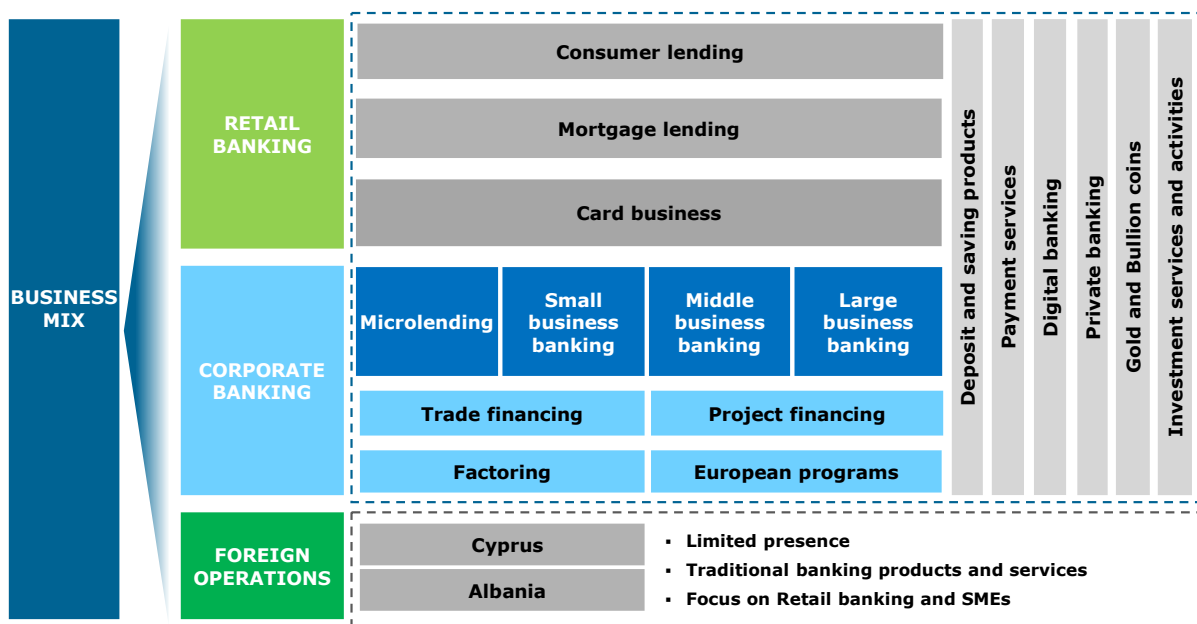 BUSINESS
MIX
RETAIL
BANKING
Consumer lending
Mortgage lending
Card business
CORPORATE
BANKING
Microlending
Small
business
banking
Middle
business
banking
Large
business
banking
Trade financing
Project financing
Factoring
European programs
Deposit and saving products
Payment services
Digital banking
Private banking
Gold and Bullion coins
Investment services and activities
FOREIGN
OPERATIONS
Cyprus
Albania
▪ Limited presence
▪ Traditional banking products and services
▪ Focus on Retail banking and SMEs